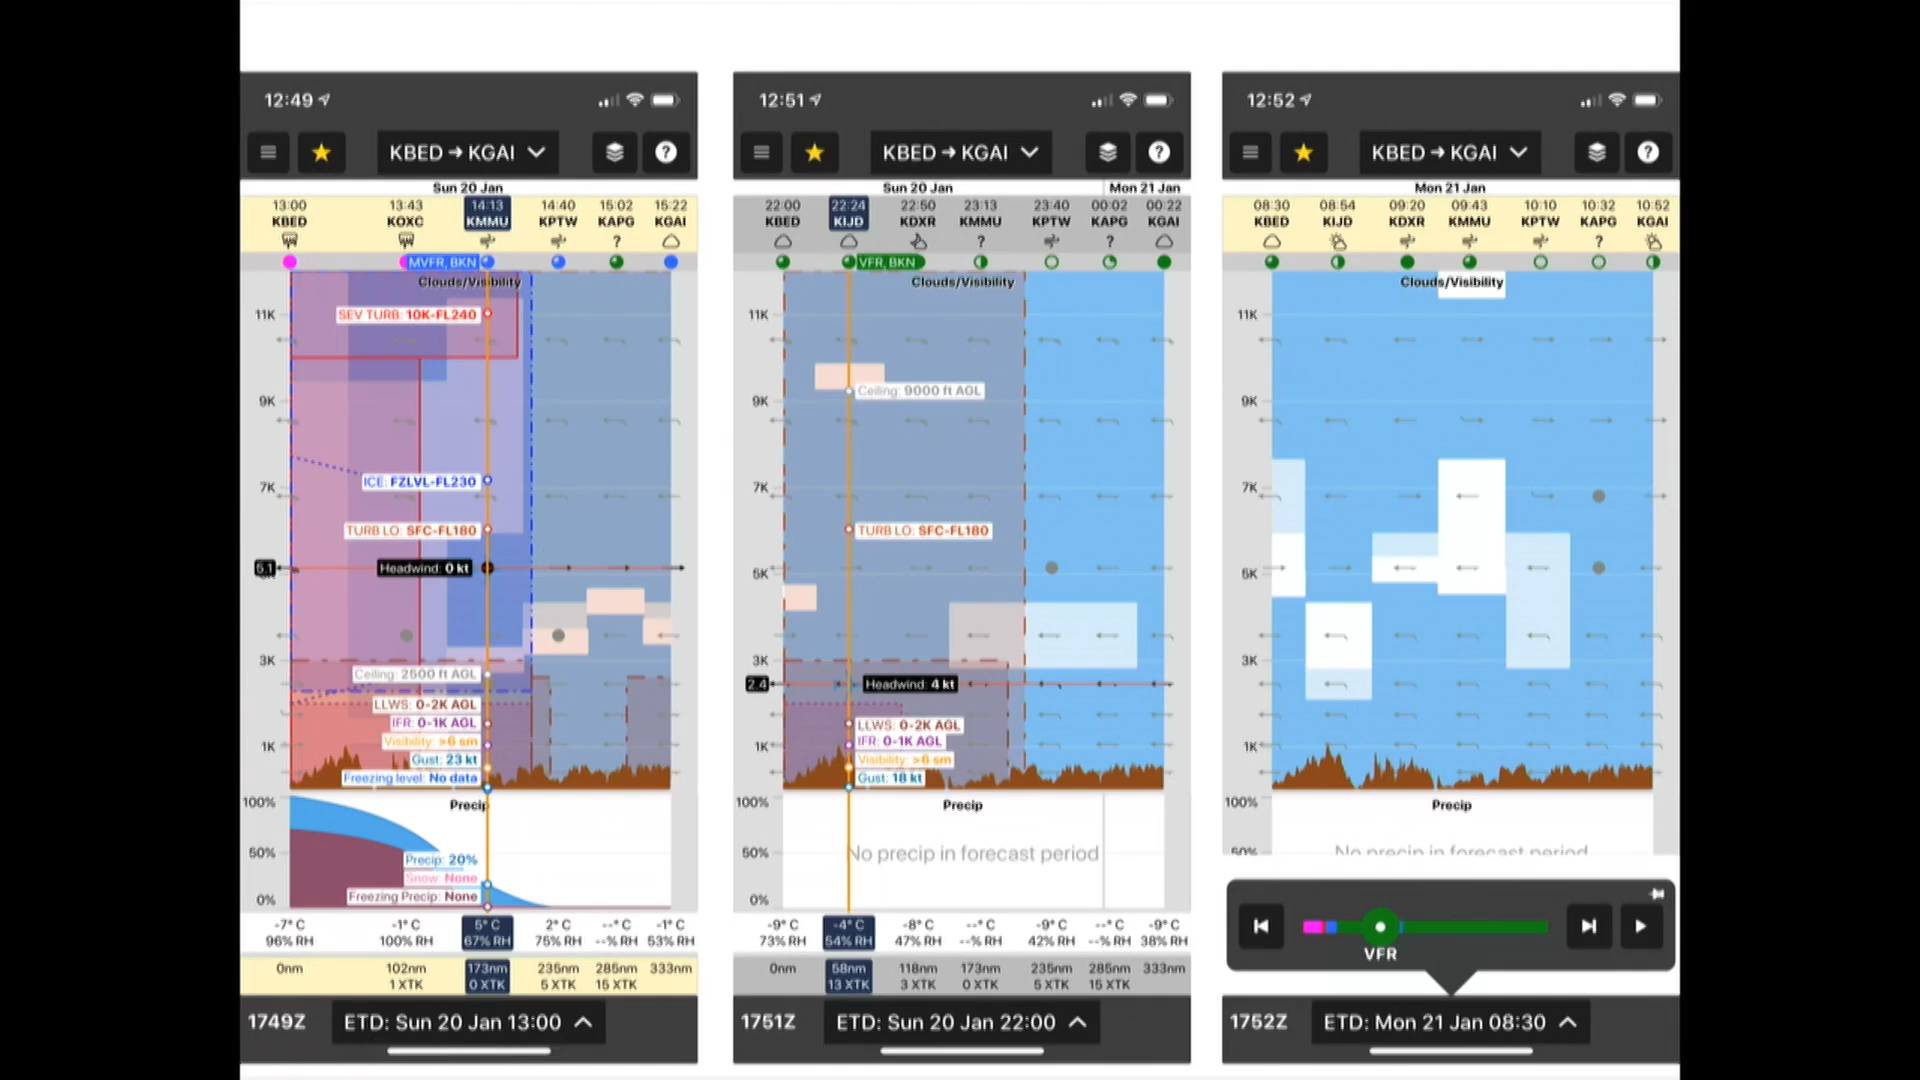 12:49
KBED → KGAI
?
Sun 20 Jan
13:00 13:43 14:13 14:40 15:02 15:22
KBED KOXC KMMU KPTW KAPG KGAI
?
MVFR, BKN
Clouds/Visibility
11K
SEV TURB: 10K-FL240
9K
7K
ICE: FZLVL-FL230
TURB LO: SFC-FL180
Headwind: 0 kt
3K
Ceiling: 2500 ft AGL
LLWS: 0-2K AGL
IFR: 0-1K AGL
Visibility: >6 sm
1K
Gust: 23 kt
Freezing level: No data
100%
Precip
50%
Precip: 20%
Snow: None
Freezing Precip: None
0%
-7° C -1° C 5° C 2° C --° C -1° C
96% RH 100% RH 67% RH 75% RH --% RH 53% RH
0nm 102nm 173nm 235nm 285nm 333nm
1 XTK 0 XTK 5 XTK 15 XTK
1749Z
ETD: Sun 20 Jan 13:00
12:51
KBED → KGAI
?
Sun 20 Jan Mon 21 Jan
22:00 22:24 22:50 23:13 23:40 00:02 00:22
KBED KIJD KDXR KMMU KPTW KAPG KGAI
? ?
VFR, BKN
Clouds/Visibility
11K
9K
Ceiling: 9000 ft AGL
7K
TURB LO: SFC-FL180
5K
3K
2.4
Headwind: 4 kt
LLWS: 0-2K AGL
1K
IFR: 0-1K AGL
Visibility: >6 sm
Gust: 18 kt
100%
Precip
50%
No precip in forecast period
0%
-9° C -4° C -8° C --° C -9° C --° C -9° C
73% RH 54% RH 47% RH --% RH 42% RH --% RH 38% RH
0nm 58nm 118nm 173nm 235nm 285nm 333nm
13 XTK 3 XTK 0 XTK 5 XTK 15 XTK
1751Z
ETD: Sun 20 Jan 22:00
12:52
KBED → KGAI
?
Mon 21 Jan
08:30 08:54 09:20 09:43 10:10 10:32 10:52
KBED KIJD KDXR KMMU KPTW KAPG KGAI
?
Clouds/Visibility
11K
9K
7K
5K
3K
1K
100%
Precip
50%
No precip in forecast period
VFR
1752Z
ETD: Mon 21 Jan 08:30